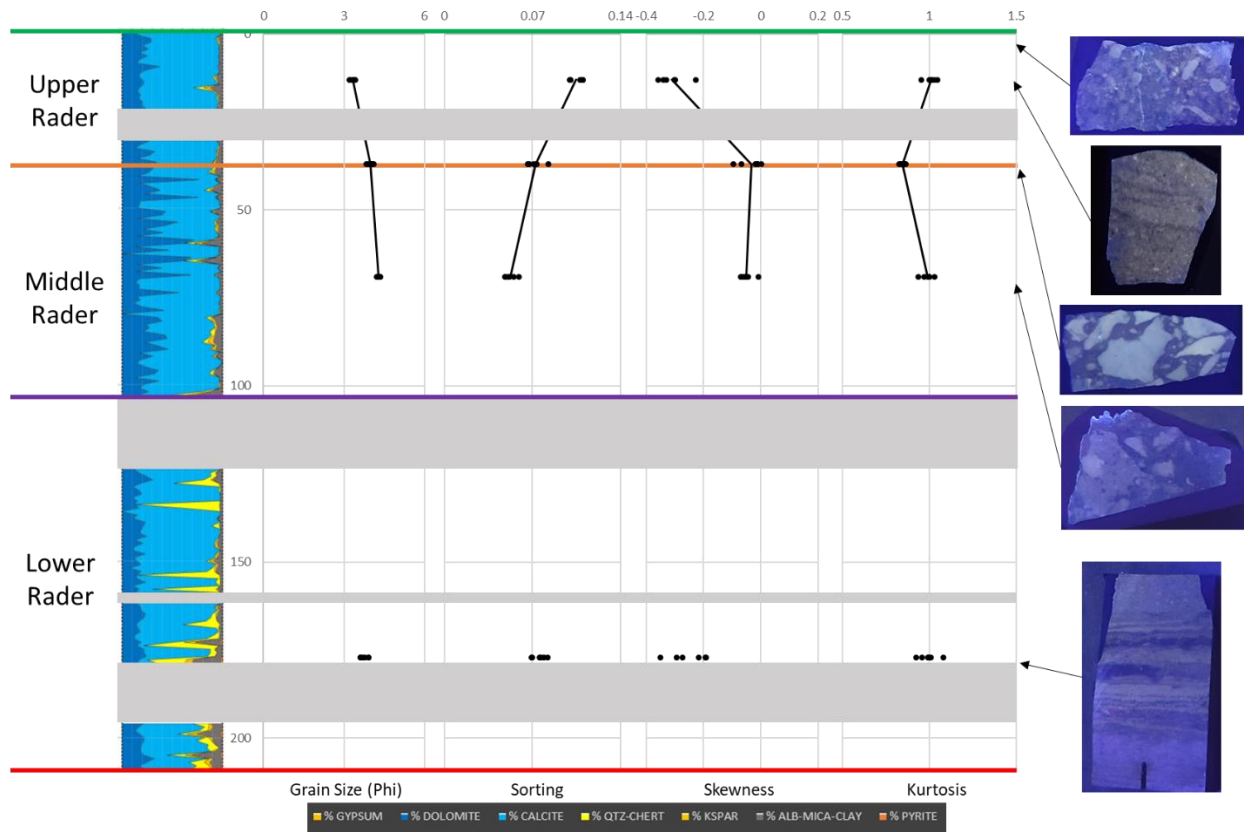 0 3 6 0 0.07 0.14 -0.4 -0.2 0 0.2 0.5 1 1.5
0
Upper
Rader
50
Middle
Rader
100
150
Lower
Rader
200
Grain Size (Phi) Sorting Skewness Kurtosis
% GYPSUM % DOLOMITE % CALCITE % QTZ-CHERT % KSPAR % ALB-MICA-CLAY % PYRITE